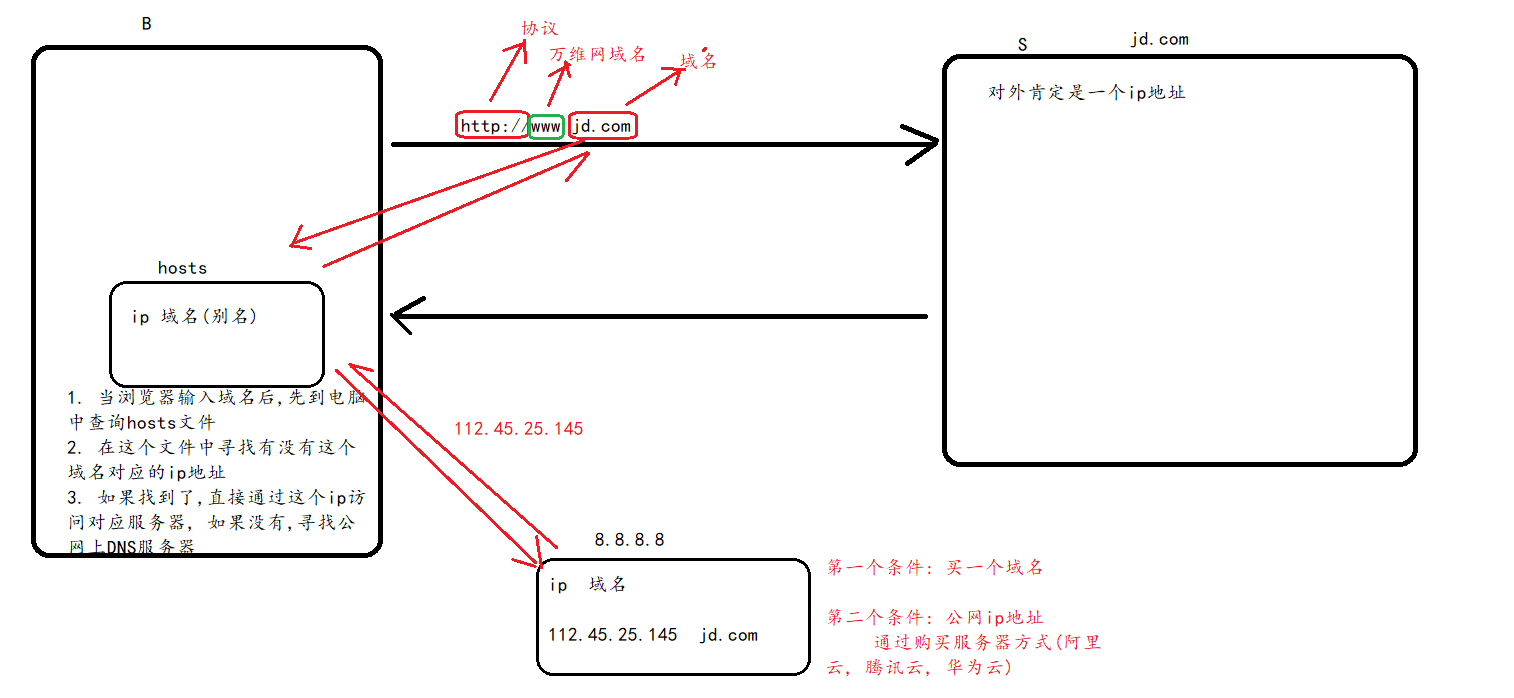 B
协议
万维网域名
域名
S
jd.com
http://www jd.com
对外肯定是一个ip地址
hosts
ip 域名(别名)
1. 当浏览器输入域名后,先到电脑
中查询hosts文件
2. 在这个文件中寻找有没有这个
域名对应的ip地址
3. 如果找到了,直接通过这个ip访
问对应服务器, 如果没有,寻找公
网上DNS服务器
112.45.25.145
8.8.8.8
ip 域名
112.45.25.145 jd.com
第一个条件: 买一个域名
第二个条件: 公网ip地址
通过购买服务器方式(阿里
云, 腾讯云, 华为云)